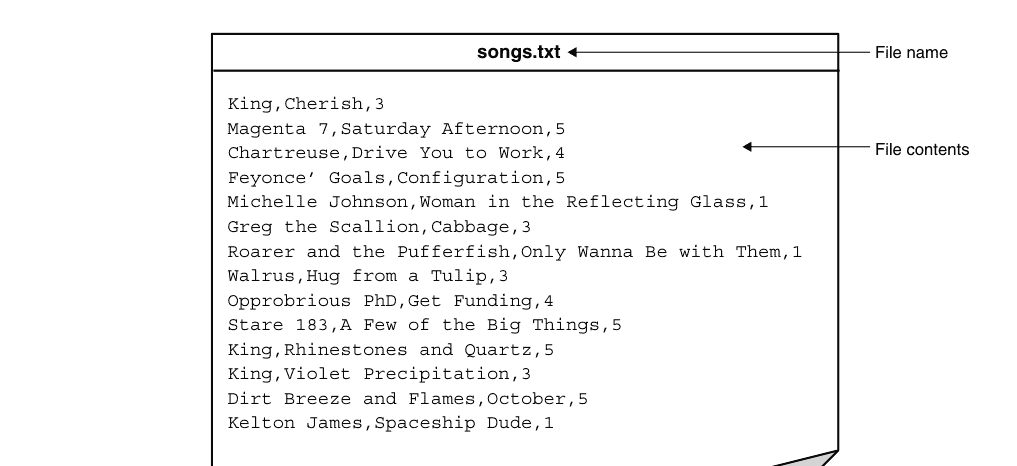 songs.txt
File name
King,Cherish,3
Magenta 7,Saturday Afternoon,5
Chartreuse,Drive You to Work,4
File contents
Feyonce’ Goals,Configuration,5
Michelle Johnson,Woman in the Reflecting Glass,1
Greg the Scallion,Cabbage,3
Roarer and the Pufferfish,Only Wanna Be with Them,1
Walrus,Hug from a Tulip,3
Opprobrious PhD,Get Funding,4
Stare 183,A Few of the Big Things,5
King,Rhinestones and Quartz,5
King,Violet Precipitation,3
Dirt Breeze and Flames,October,5
Kelton James,Spaceship Dude,1